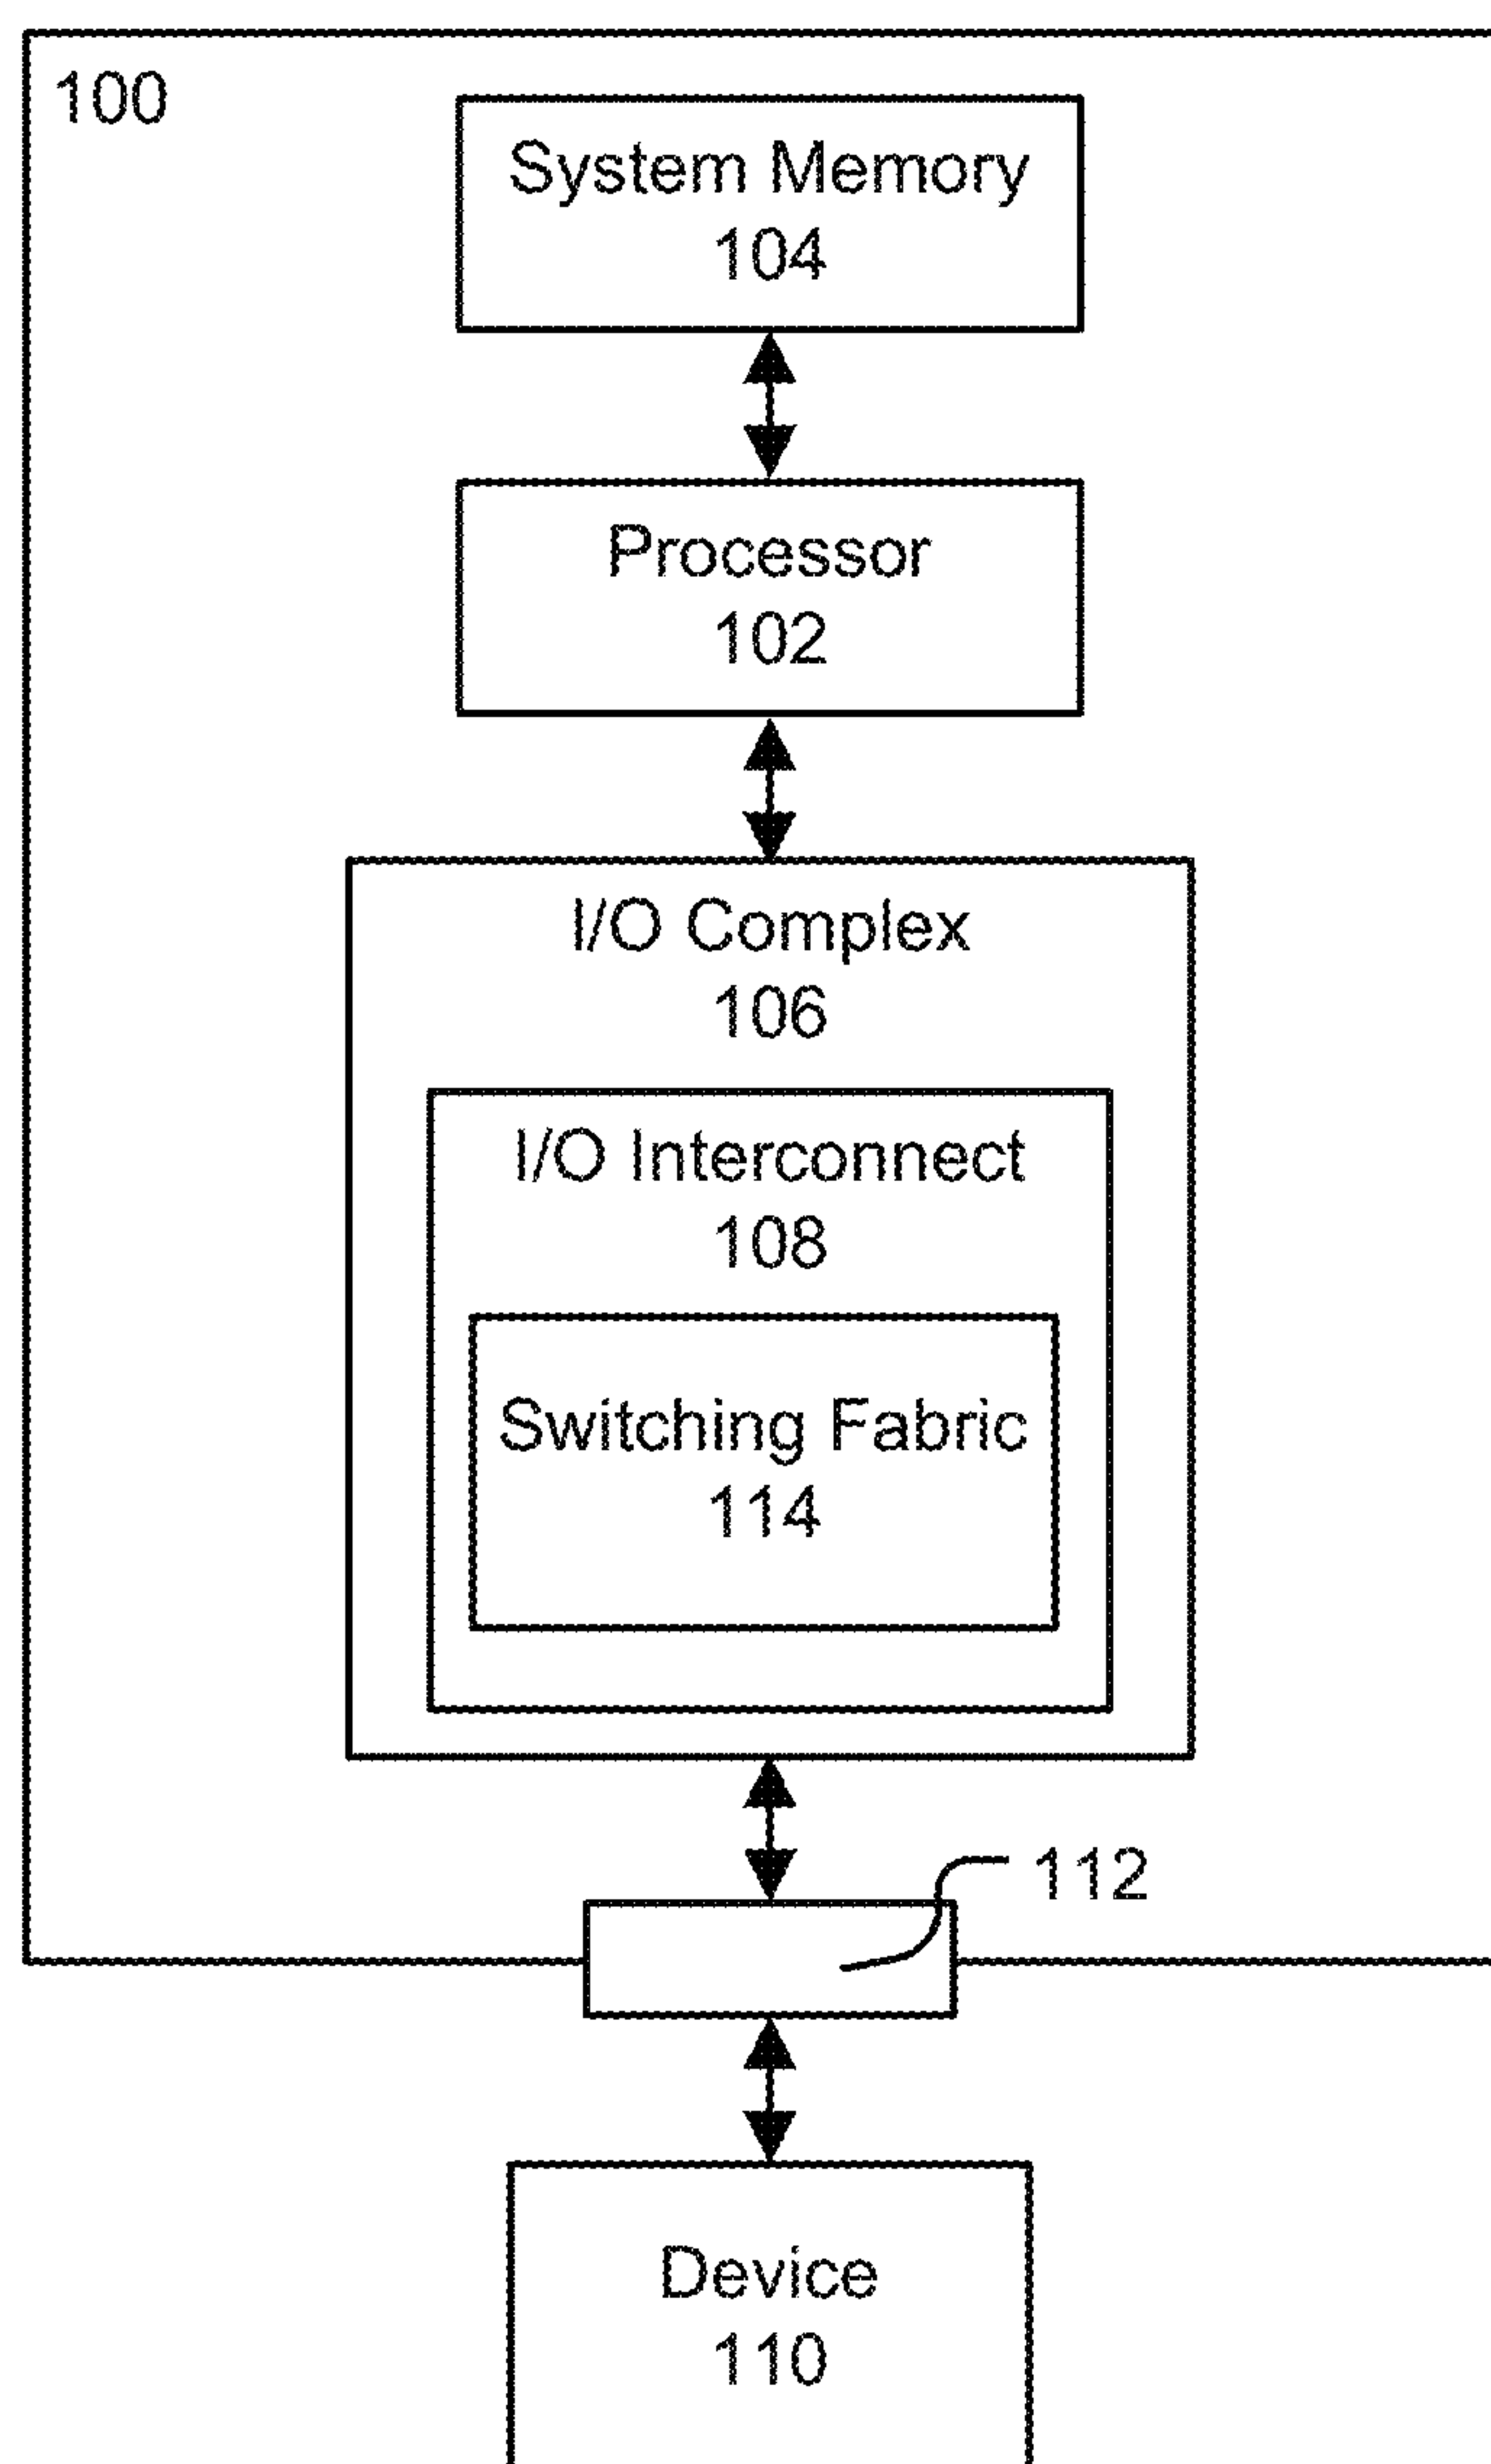 100
System Memory
104
Processor
102
I/O Complex
106
I/O Interconnect
108
Switching Fabric
114
112
Device
110